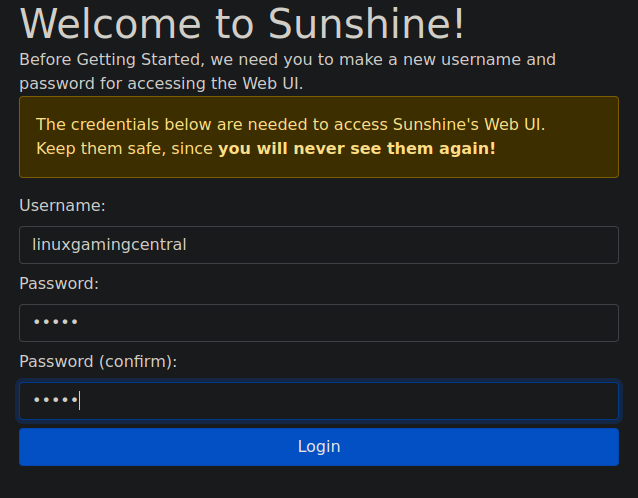 Welcome to Sunshine!
Before Getting Started, we need you to make a new username and
password for accessing the Web UI.
The credentials below are needed to access Sunshine's Web UI.
Keep them safe, since you will never see them again!
Username:
linuxgamingcentral
Password:
•••••
Password (confirm):
•••••
Login